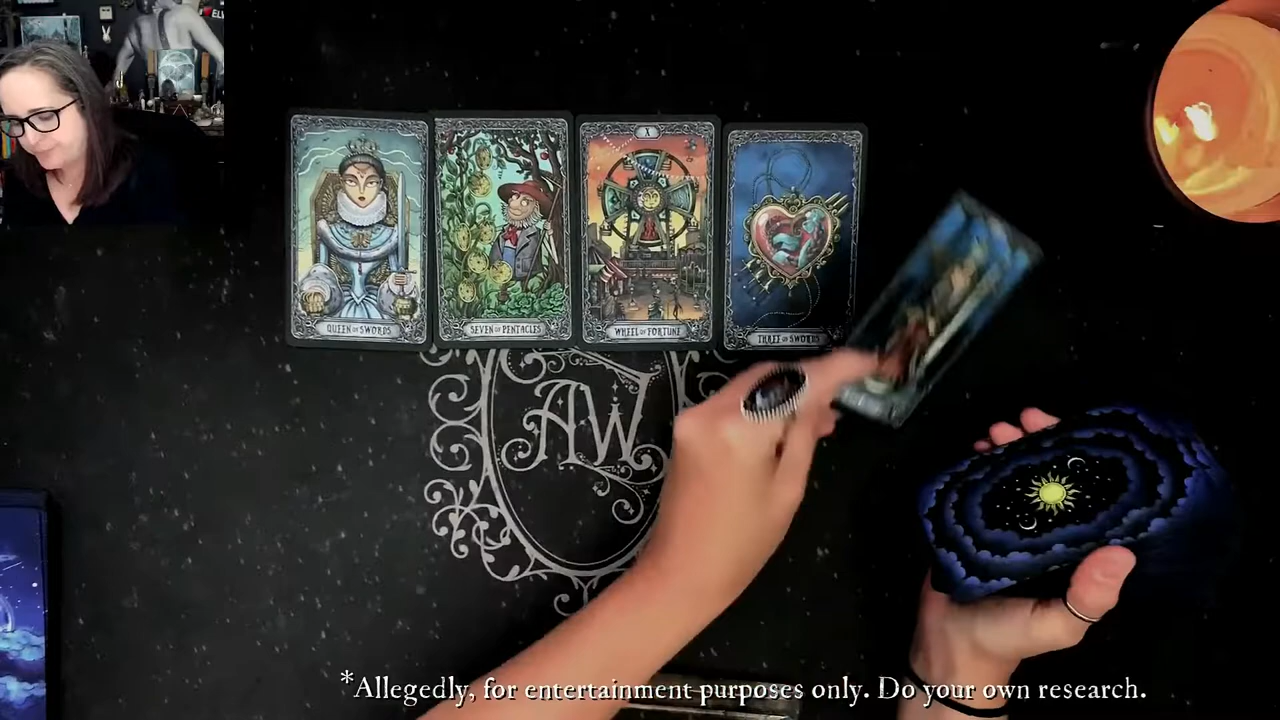 ELV
X
QUEEN OF SWORDS
SEVEN OF PENTACLES
WHEEL OF FORTUNE
THREE OF SWORDS
AW
*Allegedly, for entertainment purposes only. Do your own research.